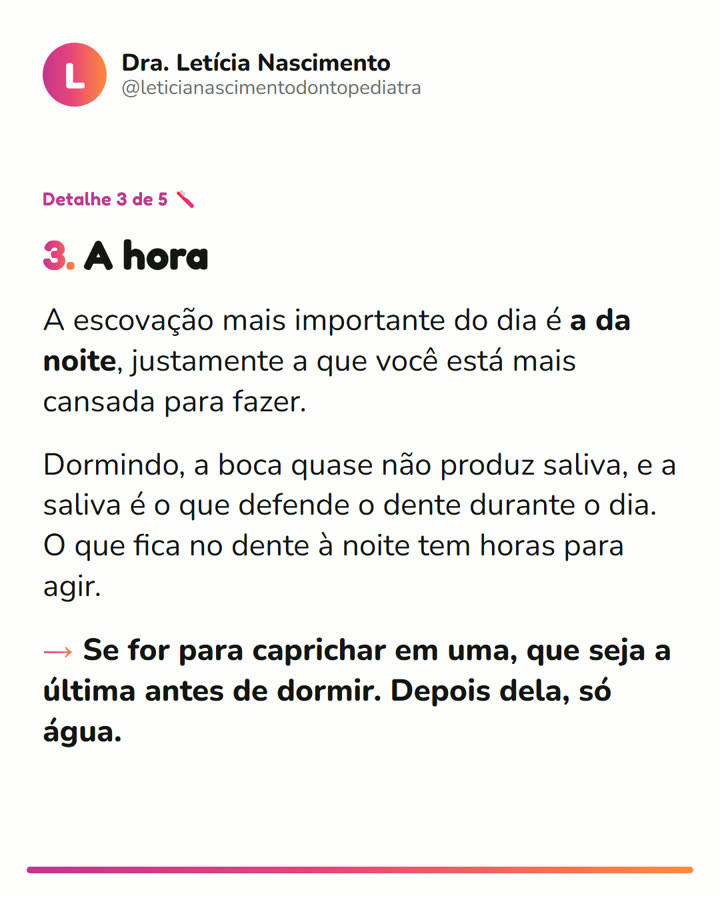 L
Dra. Letícia Nascimento
@leticianascimentodontopediatra
Detalhe 3 de 5
3. A hora
A escovação mais importante do dia é a da
noite, justamente a que você está mais
cansada para fazer.
Dormindo, a boca quase não produz saliva, e a
saliva é o que defende o dente durante o dia.
O que fica no dente à noite tem horas para
agir.
→ Se for para caprichar em uma, que seja a
última antes de dormir. Depois dela, só
água.